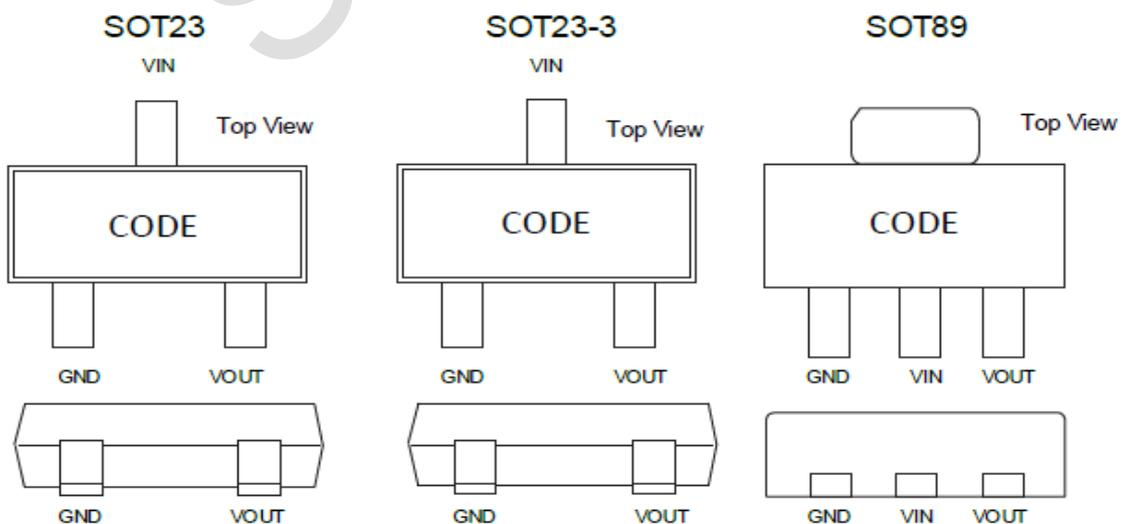 SOT23 SOT23-3 SOT89
VIN VIN
Top View Top View Top View
CODE CODE CODE
GND VOUT GND VOUT GND VIN VOUT
GND VOUT GND VOUT GND VIN VOUT